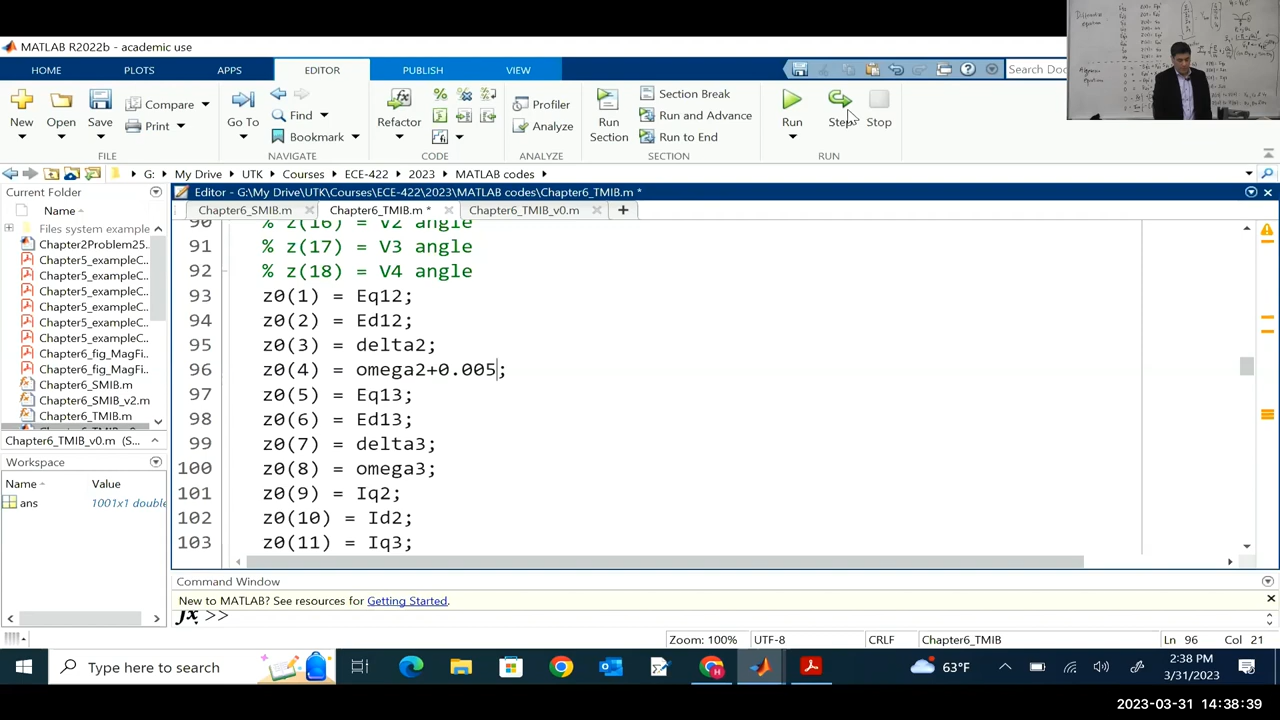 MATLAB R2022b - academic use
HOME PLOTS APPS EDITOR PUBLISH VIEW Search Doc
New Open Save Compare Print
Go To Find Bookmark
Refactor
Profiler Analyze
Run Section Section Break Run and Advance Run to End
Run Step Stop
FILE NAVIGATE CODE ANALYZE SECTION RUN
G: My Drive UTK Courses ECE-422 2023 MATLAB codes
Current Folder
Name
Files system example
Chapter2Problem25...
Chapter5_exampleC...
Chapter5_exampleC...
Chapter5_exampleC...
Chapter5_exampleC...
Chapter5_exampleC...
Chapter5_exampleC...
Chapter6_fig_MagFi...
Chapter6_fig_MagFi...
Chapter6_SMIB.m
Chapter6_SMIB_v2.m
Chapter6_TMIB.m
Chapter6_TMIB_v0.m (S...
Workspace
Name Value
ans 1001x1 double
Editor - G:\My Drive\UTK\Courses\ECE-422\2023\MATLAB codes\Chapter6_TMIB.m *
Chapter6_SMIB.m Chapter6_TMIB.m * Chapter6_TMIB_v0.m
90 % z(16) = V2 angle
91 % z(17) = V3 angle
92 % z(18) = V4 angle
93 z0(1) = Eq12;
94 z0(2) = Ed12;
95 z0(3) = delta2;
96 z0(4) = omega2+0.005;
97 z0(5) = Eq13;
98 z0(6) = Ed13;
99 z0(7) = delta3;
100 z0(8) = omega3;
101 z0(9) = Iq2;
102 z0(10) = Id2;
103 z0(11) = Iq3;
Command Window
New to MATLAB? See resources for Getting Started.
fx >>
Zoom: 100% UTF-8 CRLF Chapter6_TMIB Ln 96 Col 21
Type here to search
63°F
2:38 PM
3/31/2023
2023-03-31 14:38:39